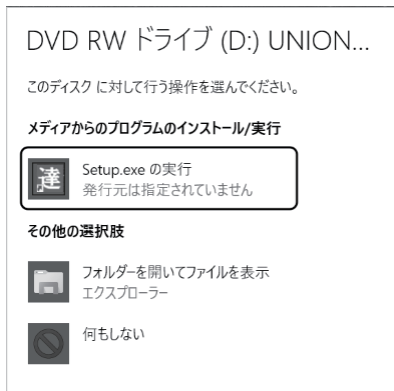 DVD RW ドライブ (D:) UNION...
このディスク に対して行う操作を選んでください。
メディアからのプログラムのインストール/実行
達
Setup.exe の実行
発行元は指定されていません
その他の選択肢
フォルダーを開いてファイルを表示
エクスプローラー
何もしない